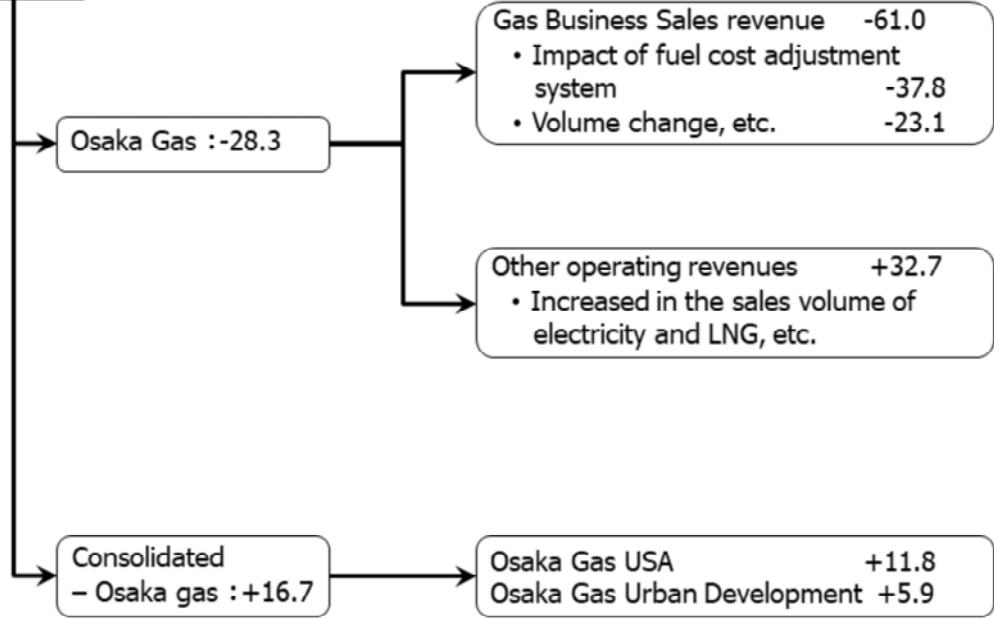 Gas Business Sales revenue -61.0
・Impact of fuel cost adjustment
system -37.8
・Volume change, etc. -23.1
Osaka Gas :-28.3
Other operating revenues +32.7
・Increased in the sales volume of
electricity and LNG, etc.
Consolidated
– Osaka gas :+16.7
Osaka Gas USA +11.8
Osaka Gas Urban Development +5.9